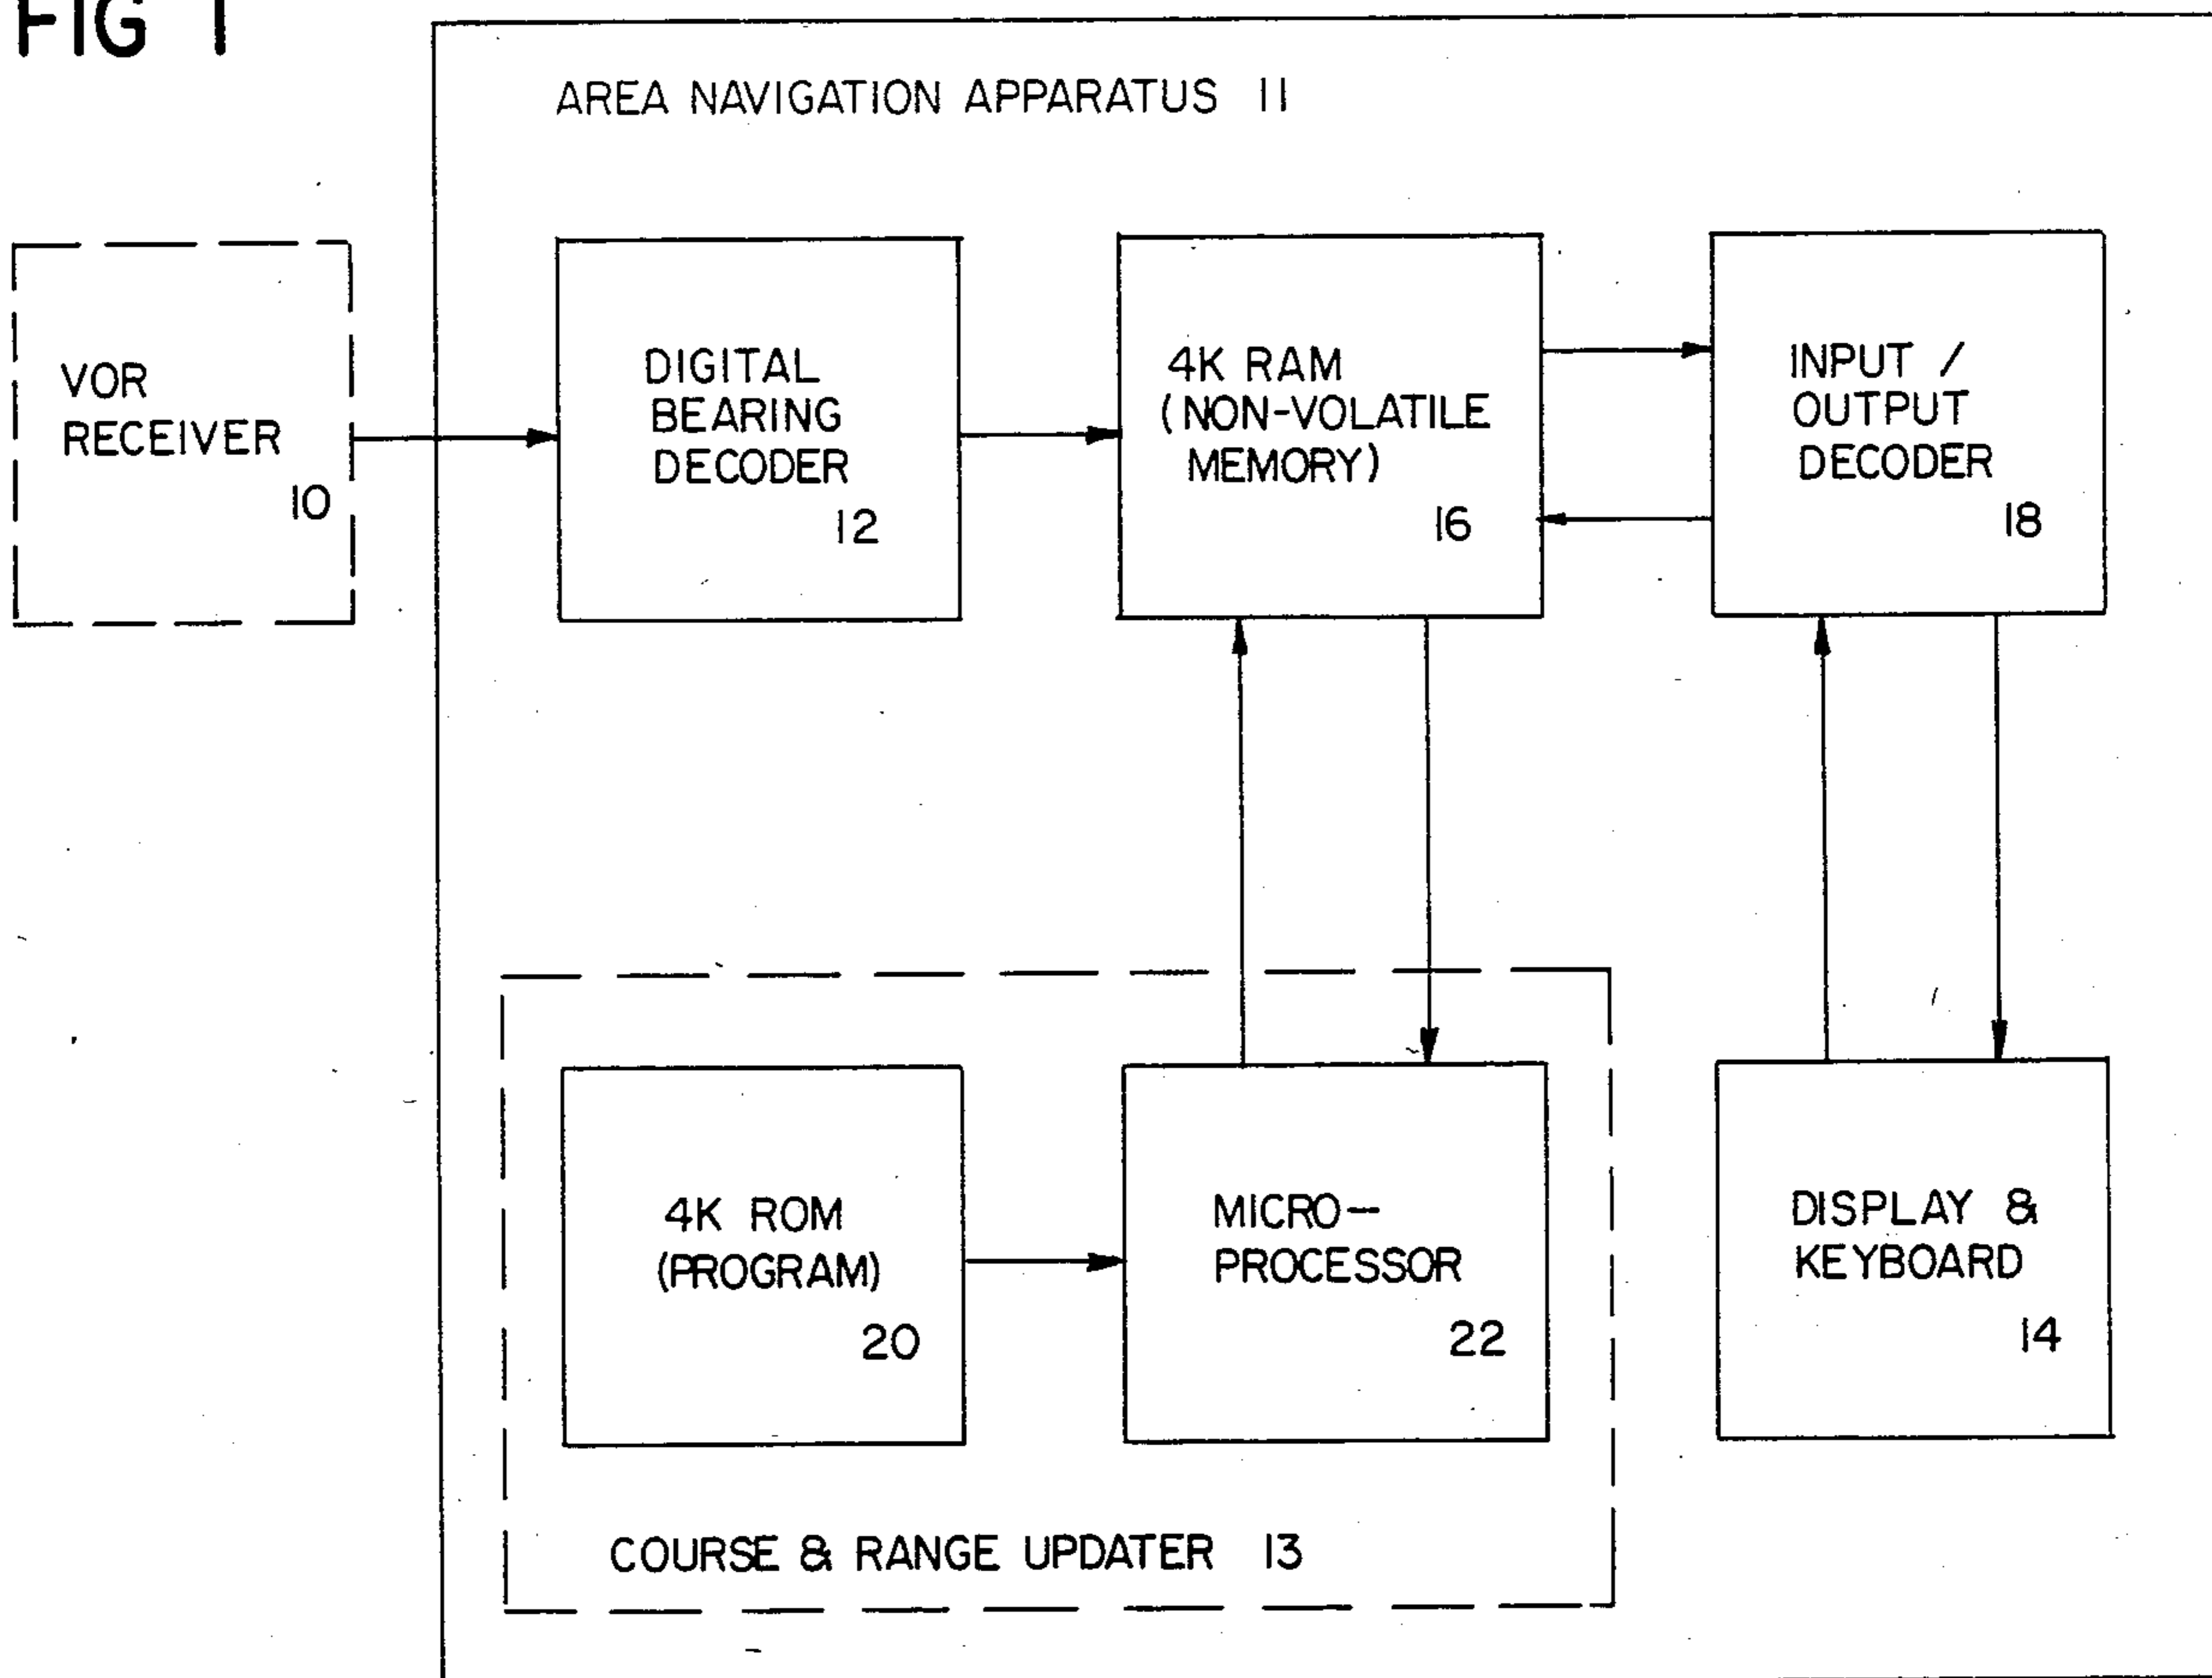 FIG 1
AREA NAVIGATION APPARATUS 11
VOR
RECEIVER
10
DIGITAL
BEARING
DECODER
12
4K RAM
(NON-VOLATILE
MEMORY)
16
INPUT /
OUTPUT
DECODER
18
4K ROM
(PROGRAM)
20
MICRO-
PROCESSOR
22
DISPLAY &
KEYBOARD
14
COURSE & RANGE UPDATER 13